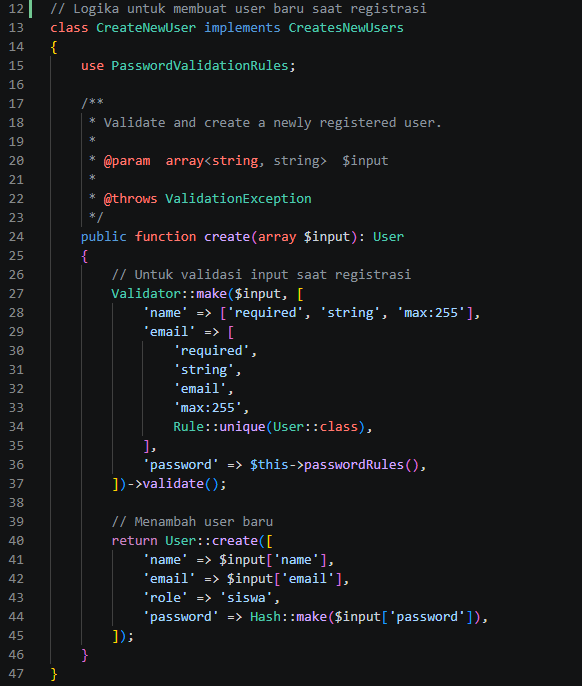 12 // Logika untuk membuat user baru saat registrasi
13 class CreateNewUser implements CreatesNewUsers
14 {
15     use PasswordValidationRules;
16
17     /**
18      * Validate and create a newly registered user.
19      *
20      * @param  array<string, string>  $input
21      *
22      * @throws ValidationException
23      */
24     public function create(array $input): User
25     {
26         // Untuk validasi input saat registrasi
27         Validator::make($input, [
28             'name' => ['required', 'string', 'max:255'],
29             'email' => [
30                 'required',
31                 'string',
32                 'email',
33                 'max:255',
34                 Rule::unique(User::class),
35             ],
36             'password' => $this->passwordRules(),
37         ])->validate();
38
39         // Menambah user baru
40         return User::create([
41             'name' => $input['name'],
42             'email' => $input['email'],
43             'role' => 'siswa',
44             'password' => Hash::make($input['password']),
45         ]);
46     }
47 }